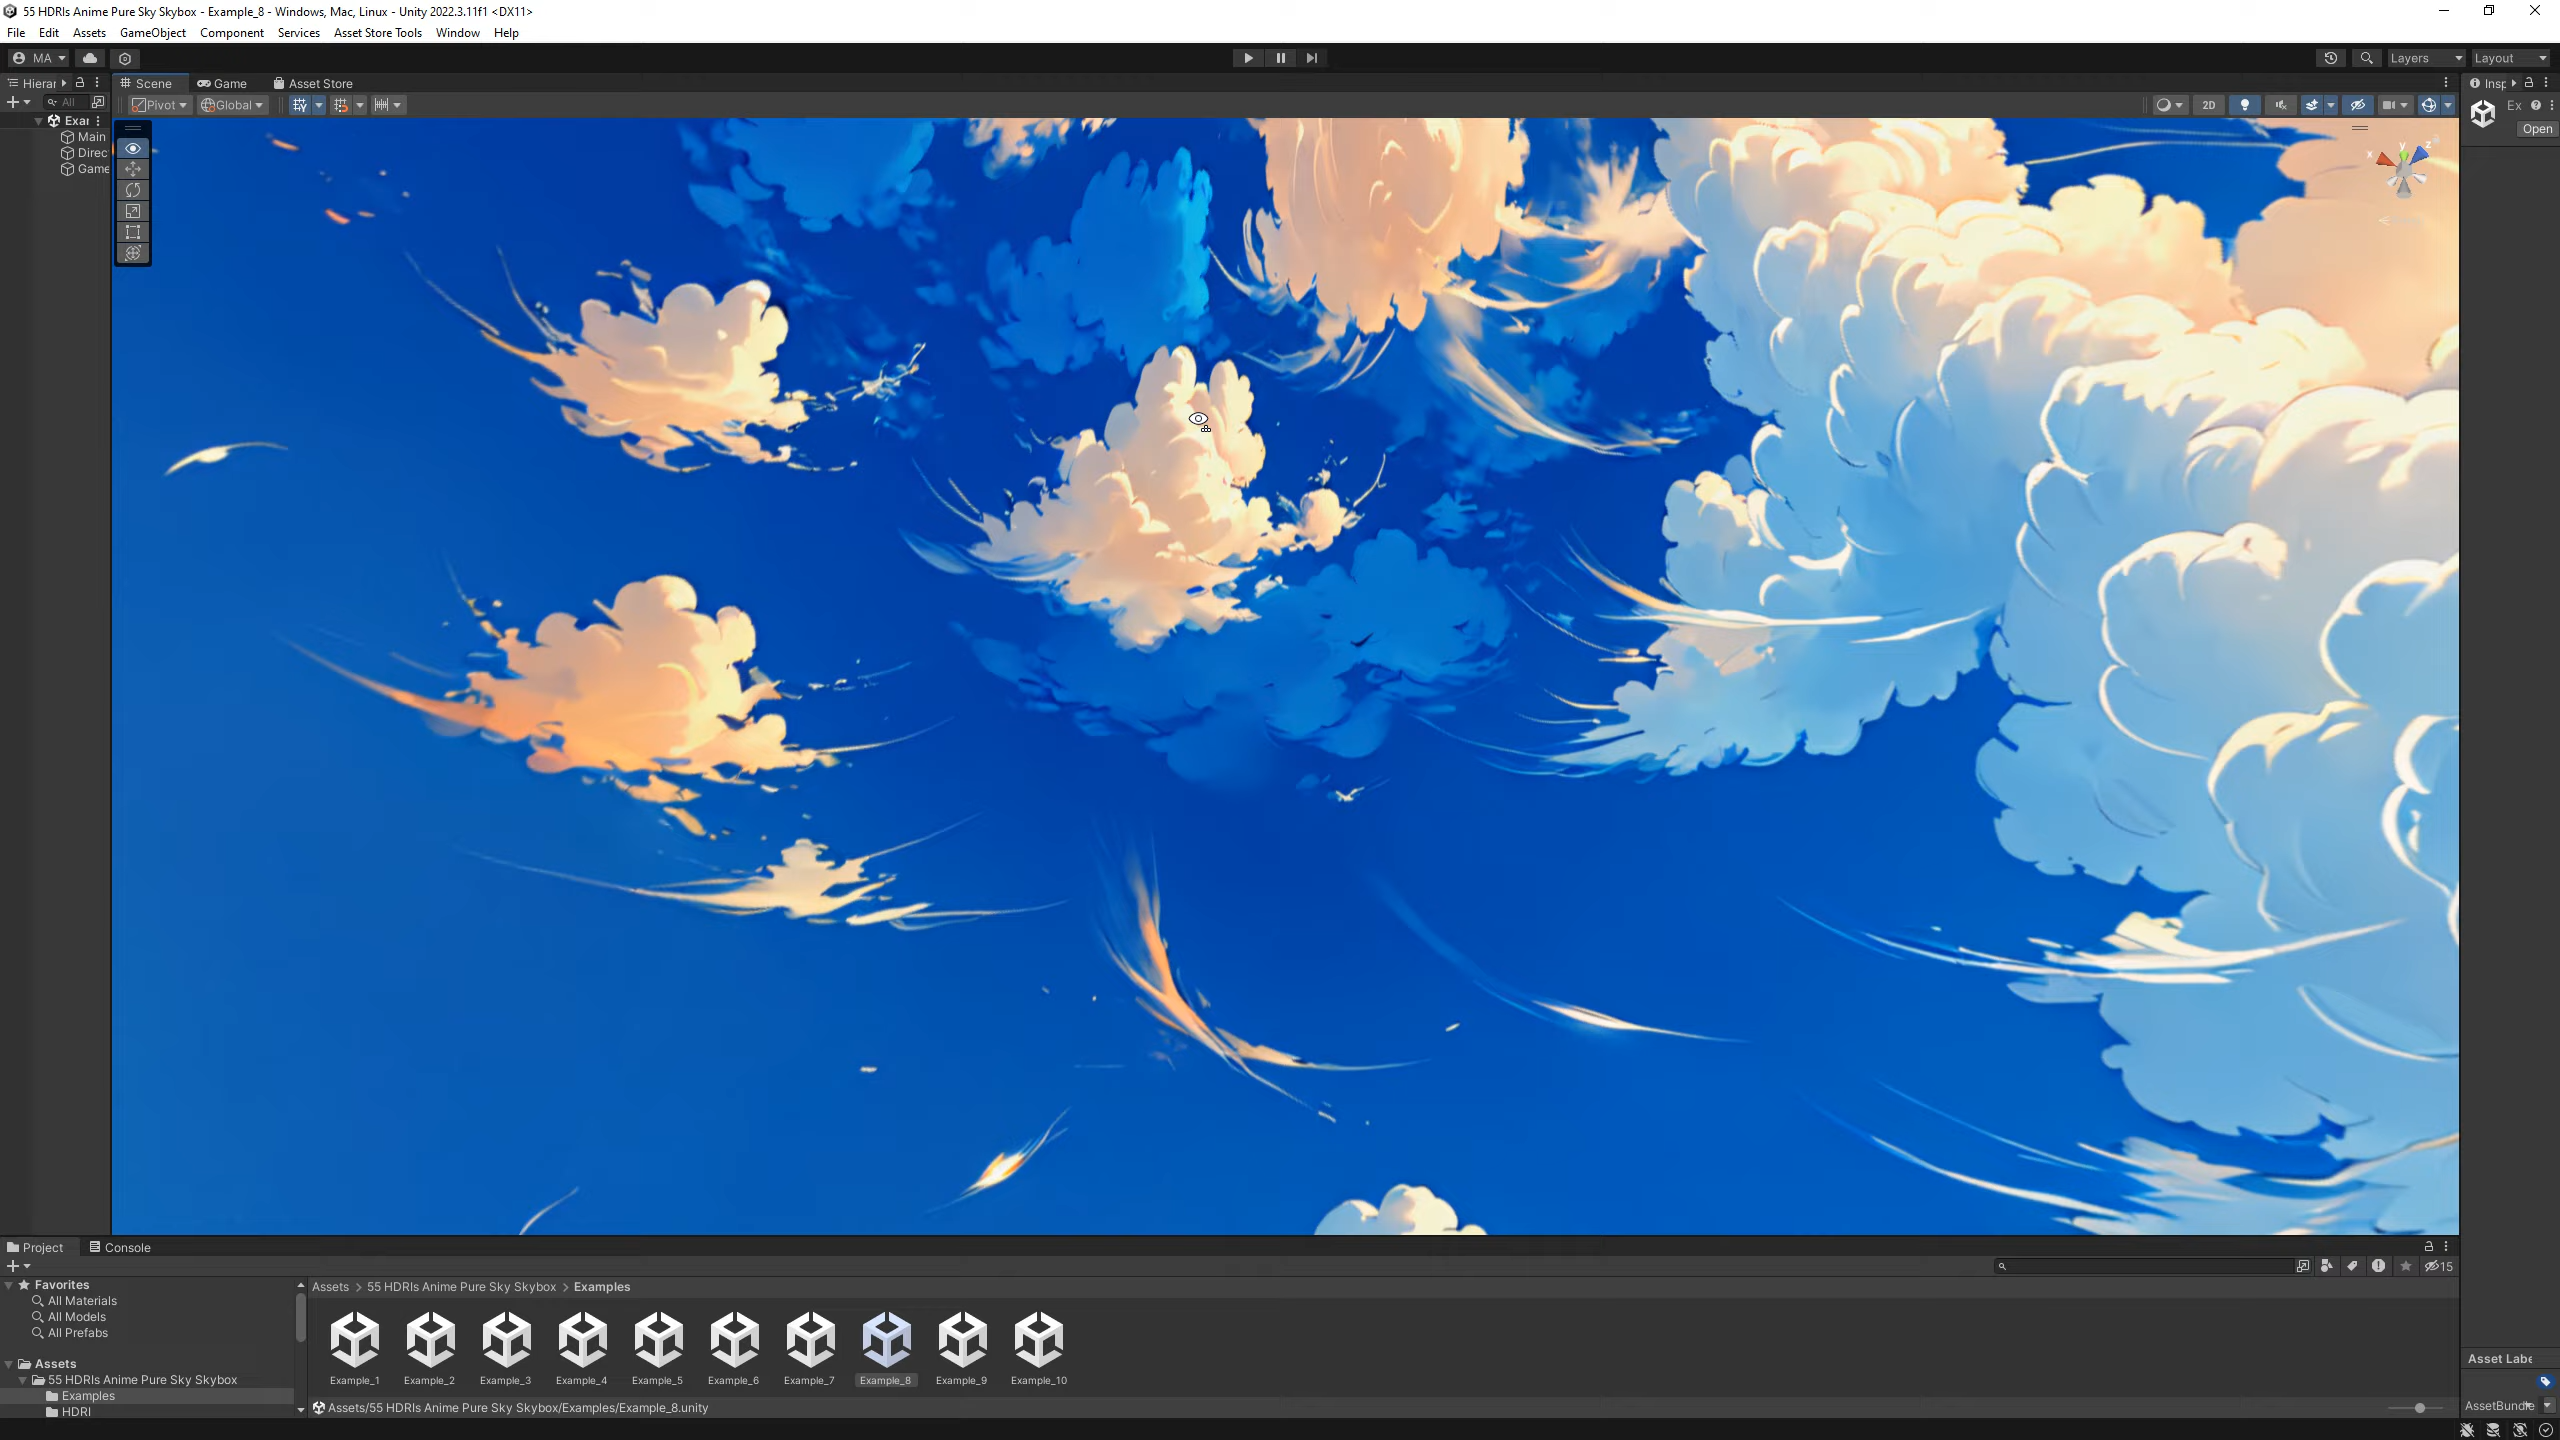 55 HDRIs Anime Pure Sky Skybox - Example_8 - Windows, Mac, Linux - Unity 2022.3.11f1 <DX11>
File Edit Assets GameObject Component Services Asset Store Tools Window Help
MA Layers Layout
Hierar Scene Game Asset Store Insp
All Pivot Global 2D Ex
Exar Open
Main
Direc
Game
x y z
Project Console
15
Favorites
All Materials
All Models
All Prefabs
Assets
55 HDRIs Anime Pure Sky Skybox
Examples
HDRI
Assets > 55 HDRIs Anime Pure Sky Skybox > Examples
Example_1 Example_2 Example_3 Example_4 Example_5 Example_6 Example_7 Example_8 Example_9 Example_10
Assets/55 HDRIs Anime Pure Sky Skybox/Examples/Example_8.unity
Asset Labe
AssetBundle